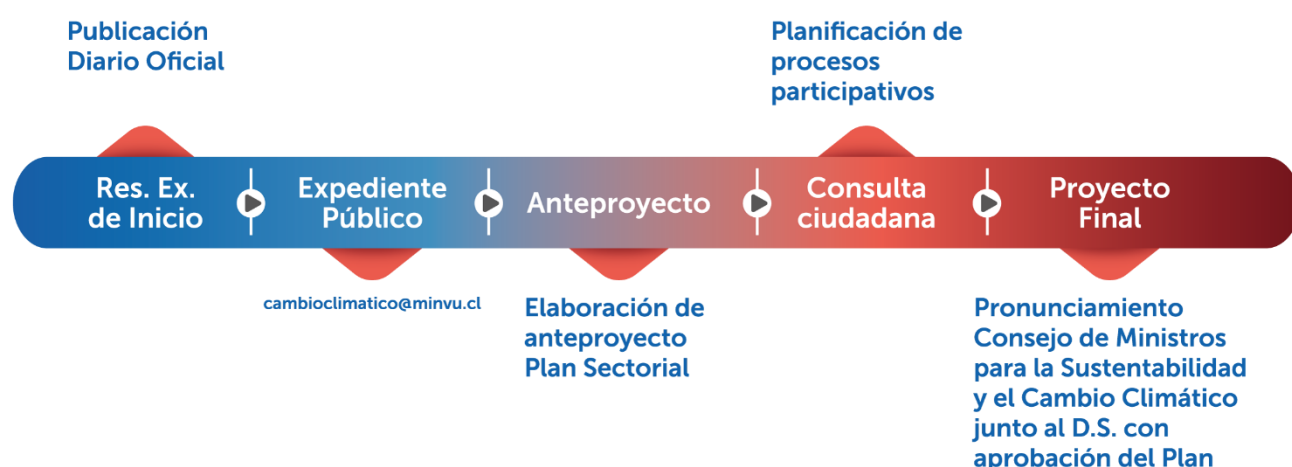 Publicación
Diario Oficial
Planificación de
procesos
participativos
Res. Ex.
de Inicio
Expediente
Público
Anteproyecto
Consulta
ciudadana
Proyecto
Final
cambioclimatico@minvu.cl
Elaboración de
anteproyecto
Plan Sectorial
Pronunciamiento
Consejo de Ministros
para la Sustentabilidad
y el Cambio Climático
junto al D.S. con
aprobación del Plan